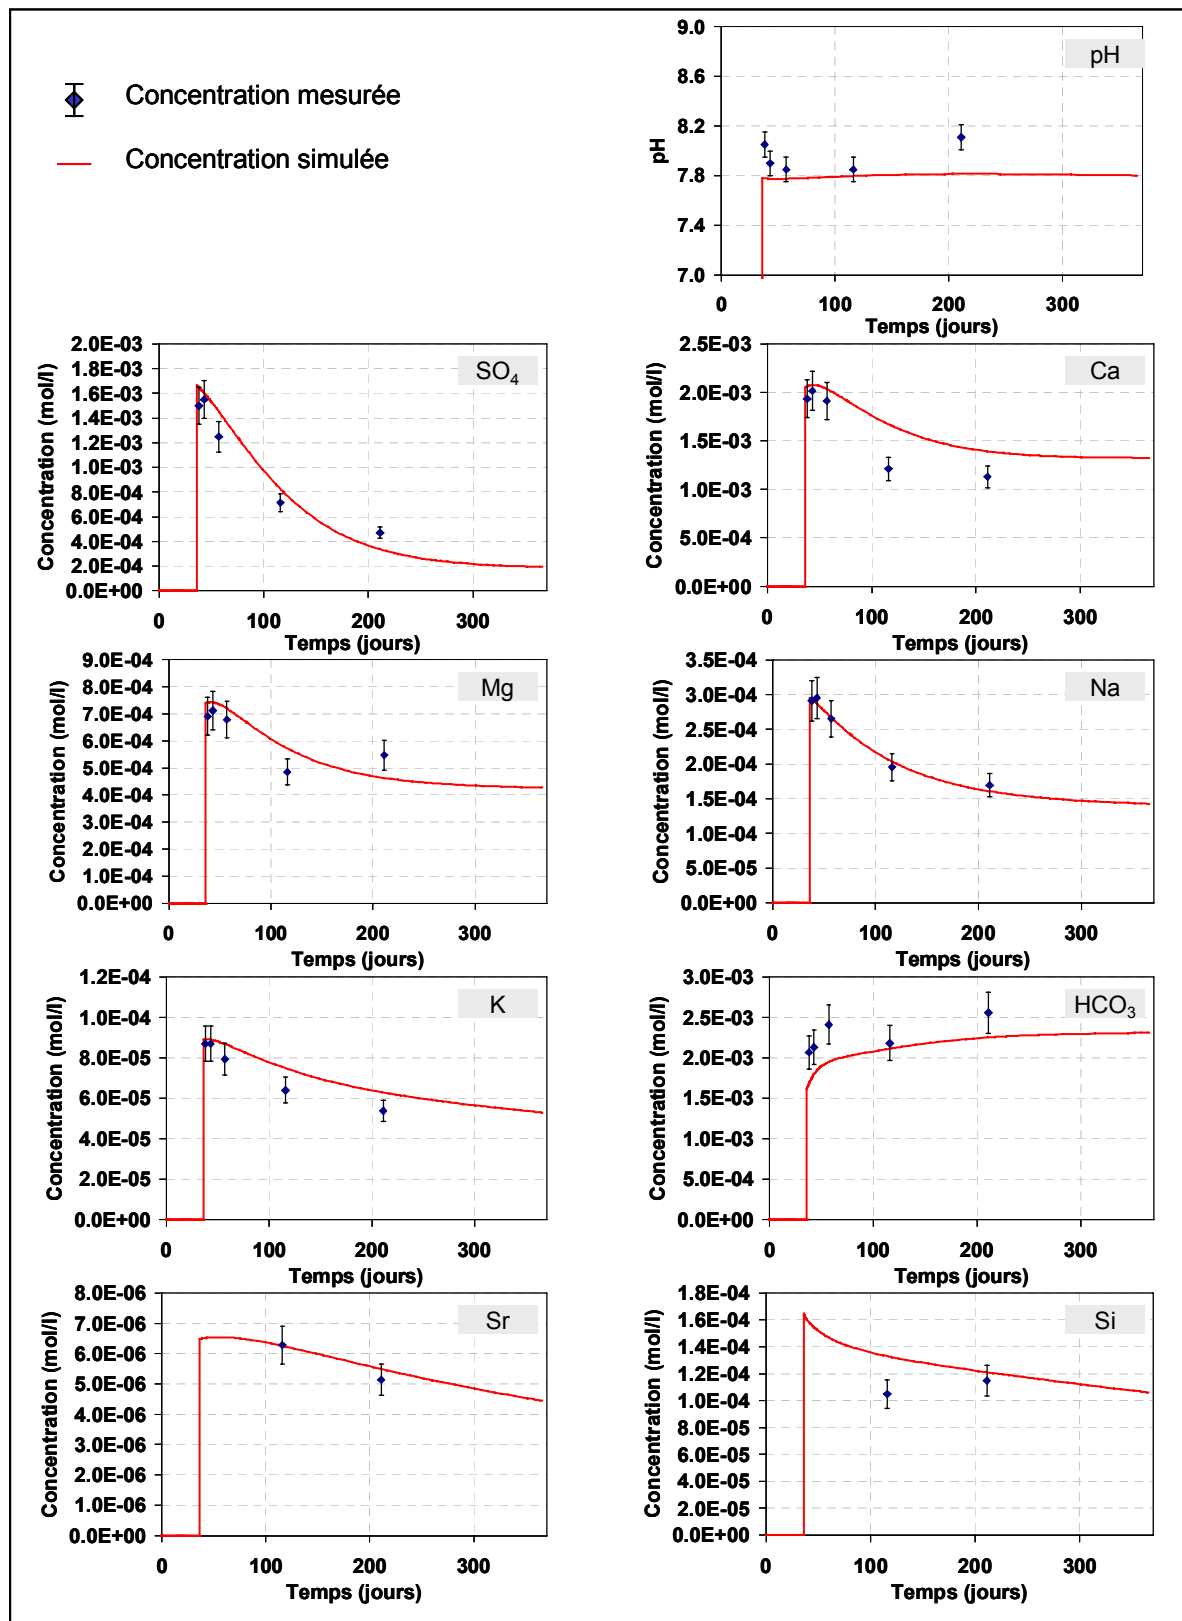 Concentration mesurée
Concentration simulée
pH
9.0
8.6
8.2
7.8
7.4
7.0
pH
0 100 200 300
Temps (jours)
SO4
2.0E-03
1.8E-03
1.6E-03
1.4E-03
1.2E-03
1.0E-03
8.0E-04
6.0E-04
4.0E-04
2.0E-04
0.0E+00
Concentration (mol/l)
0 100 200 300
Temps (jours)
Ca
2.5E-03
2.0E-03
1.5E-03
1.0E-03
5.0E-04
0.0E+00
Concentration (mol/l)
0 100 200 300
Temps (jours)
Mg
9.0E-04
8.0E-04
7.0E-04
6.0E-04
5.0E-04
4.0E-04
3.0E-04
2.0E-04
1.0E-04
0.0E+00
Concentration (mol/l)
0 100 200 300
Temps (jours)
Na
3.5E-04
3.0E-04
2.5E-04
2.0E-04
1.5E-04
1.0E-04
5.0E-05
0.0E+00
Concentration (mol/l)
0 100 200 300
Temps (jours)
K
1.2E-04
1.0E-04
8.0E-05
6.0E-05
4.0E-05
2.0E-05
0.0E+00
Concentration (mol/l)
0 100 200 300
Temps (jours)
HCO3
3.0E-03
2.5E-03
2.0E-03
1.5E-03
1.0E-03
5.0E-04
0.0E+00
Concentration (mol/l)
0 100 200 300
Temps (jours)
Sr
8.0E-06
7.0E-06
6.0E-06
5.0E-06
4.0E-06
3.0E-06
2.0E-06
1.0E-06
0.0E+00
Concentration (mol/l)
0 100 200 300
Temps (jours)
Si
1.8E-04
1.6E-04
1.4E-04
1.2E-04
1.0E-04
8.0E-05
6.0E-05
4.0E-05
2.0E-05
0.0E+00
Concentration (mol/l)
0 100 200 300
Temps (jours)